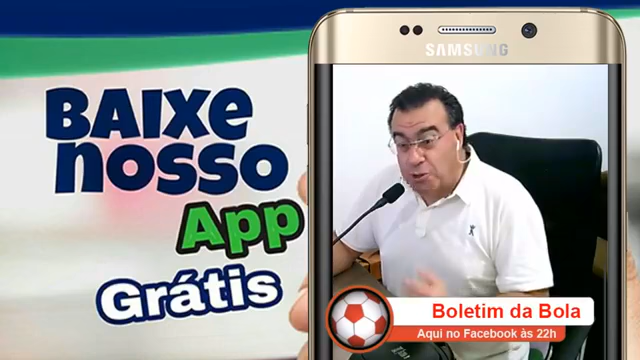 BAIXE
NOSSO
App
Grátis
SAMSUNG
Boletim da Bola
Aqui no Facebook às 22h